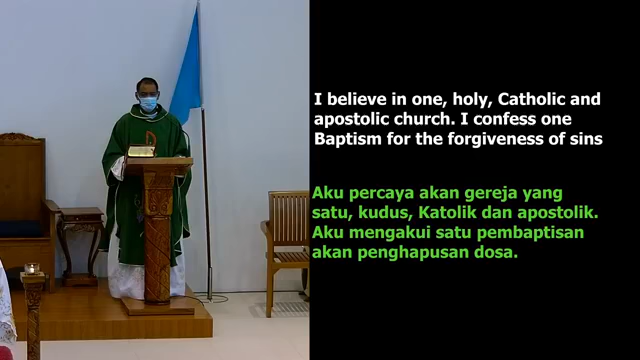 I believe in one, holy, Catholic and
apostolic church. I confess one
Baptism for the forgiveness of sins
Aku percaya akan gereja yang
satu, kudus, Katolik dan apostolik.
Aku mengakui satu pembaptisan
akan penghapusan dosa.